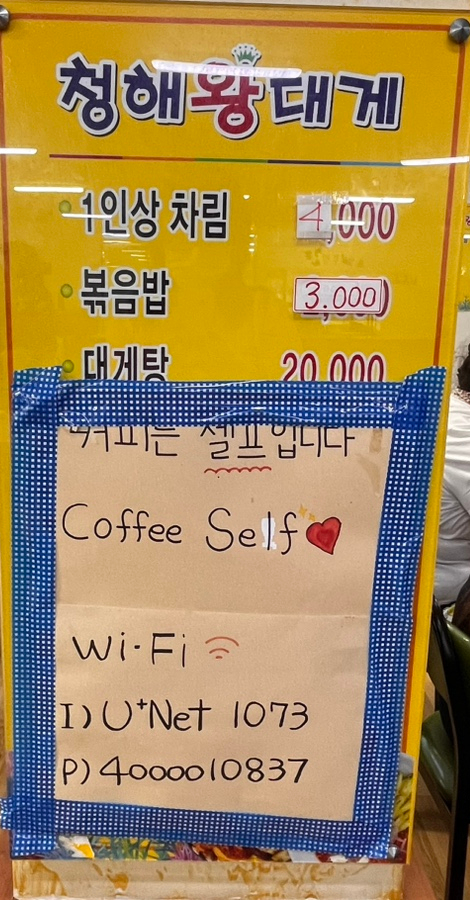 청해왕대게
1인상 차림 4,000
볶음밥 3.000
대게탕 20,000
커피는 셀프입니다
Coffee Self
Wi-Fi
I) U+Net 1073
P) 4000010837